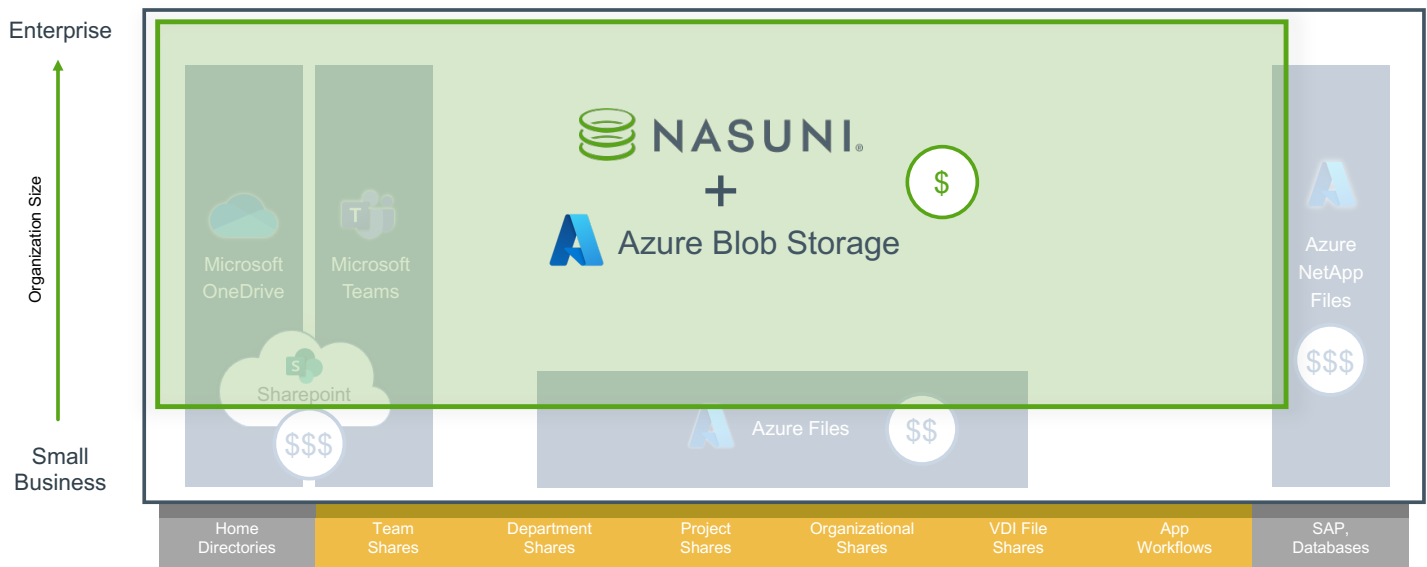 Enterprise
Organization Size
Small
Business
NASUNI®
+
Azure Blob Storage
$
Microsoft
OneDrive
T
Microsoft
Teams
S
Sharepoint
$$$
Azure Files
$$
Azure
NetApp
Files
$$$
Home
Directories
Team
Shares
Department
Shares
Project
Shares
Organizational
Shares
VDI File
Shares
App
Workflows
SAP,
Databases